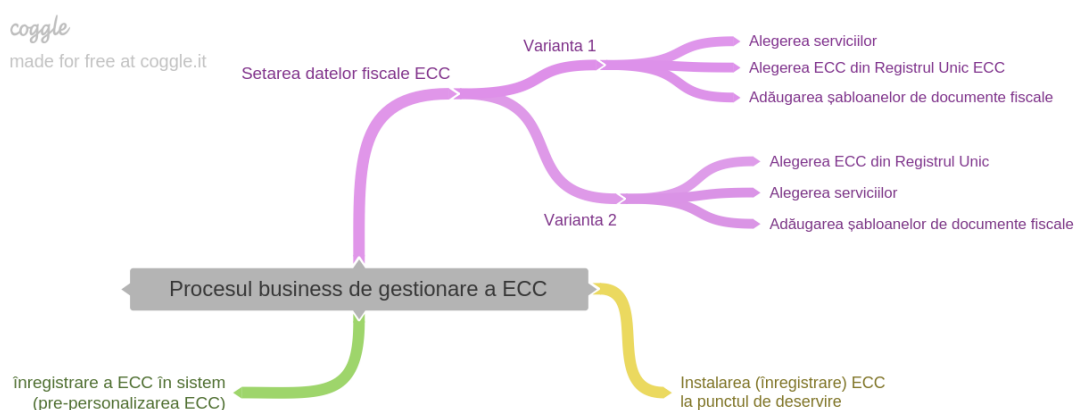 coggle
made for free at coggle.it
Varianta 1
Alegerea serviciilor
Alegerea ECC din Registrul Unic ECC
Adăugarea șabloanelor de documente fiscale
Setarea datelor fiscale ECC
Alegerea ECC din Registrul Unic
Alegerea serviciilor
Adăugarea șabloanelor de documente fiscale
Varianta 2
Procesul business de gestionare a ECC
înregistrare a ECC în sistem
(pre-personalizarea ECC)
Instalarea (înregistrare) ECC
la punctul de deservire